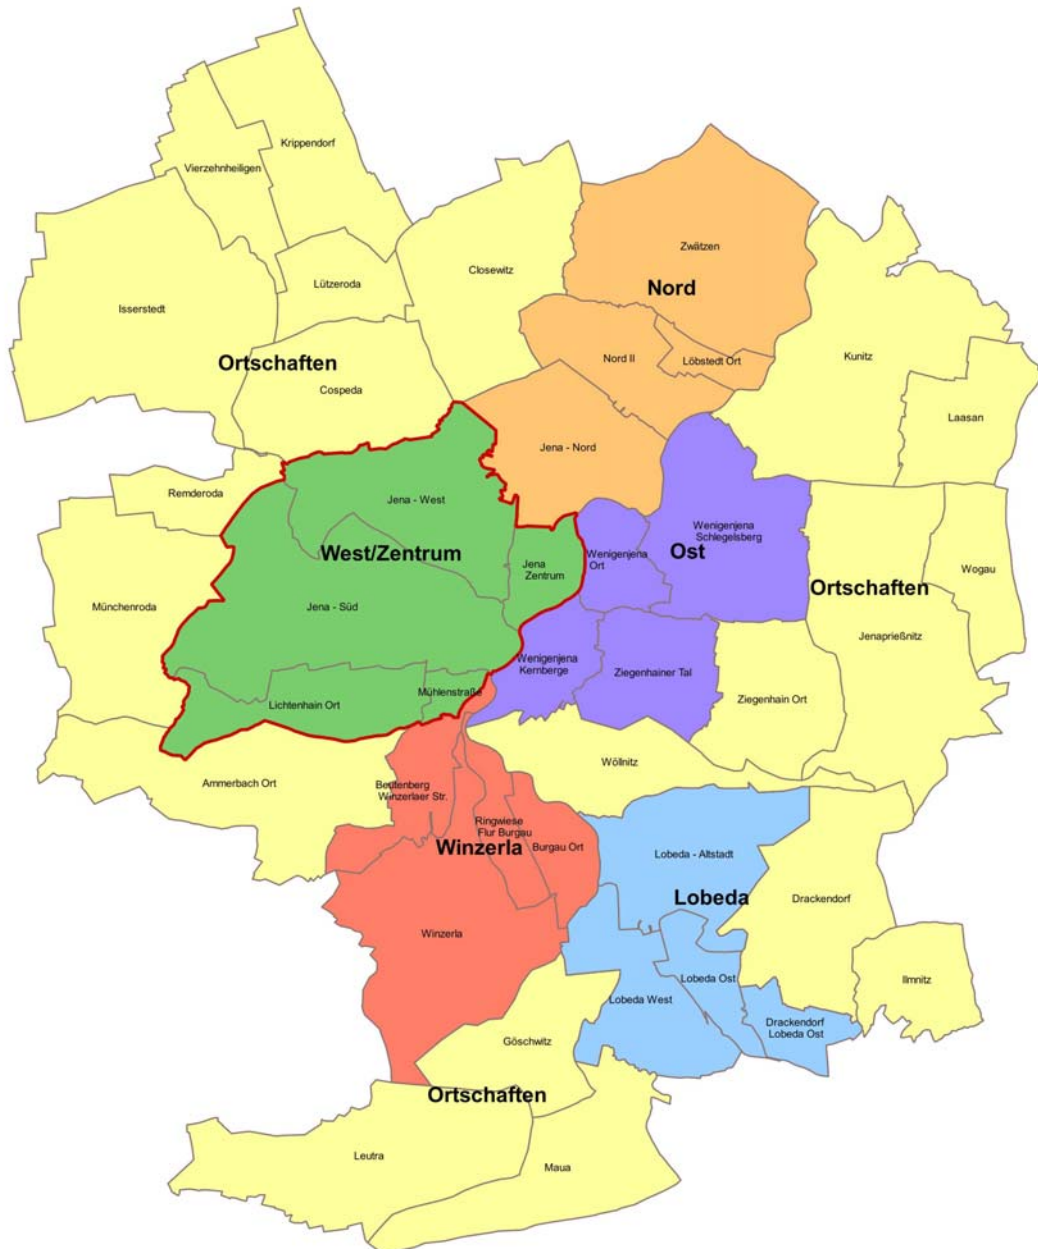 Krippendorf
Vierzehnheiligen
Zwätzen
Closewitz
Lützeroda
Nord
Isserstedt
Kunitz
Nord II
Löbstedt Ort
Ortschaften
Cospeda
Laasan
Jena - Nord
Remderoda
Jena - West
Wenigenjena
Schlegelsberg
West/Zentrum
Wenigenjena
Ort
Ost
Jena
Zentrum
Wogau
Ortschaften
Münchenroda
Jena - Süd
Jenaprießnitz
Wenigenjena
Kernberge
Ziegenhainer Tal
Mühlenstraße
Lichtenhain Ort
Ziegenhain Ort
Wöllnitz
Ammerbach Ort
Beutenberg
Winzerlaer Str.
Ringwiese
Flur Burgau
Winzerla
Burgau Ort
Lobeda - Altstadt
Lobeda
Drackendorf
Winzerla
Lobeda Ost
Ilmnitz
Lobeda West
Drackendorf
Lobeda Ost
Göschwitz
Ortschaften
Leutra
Maua